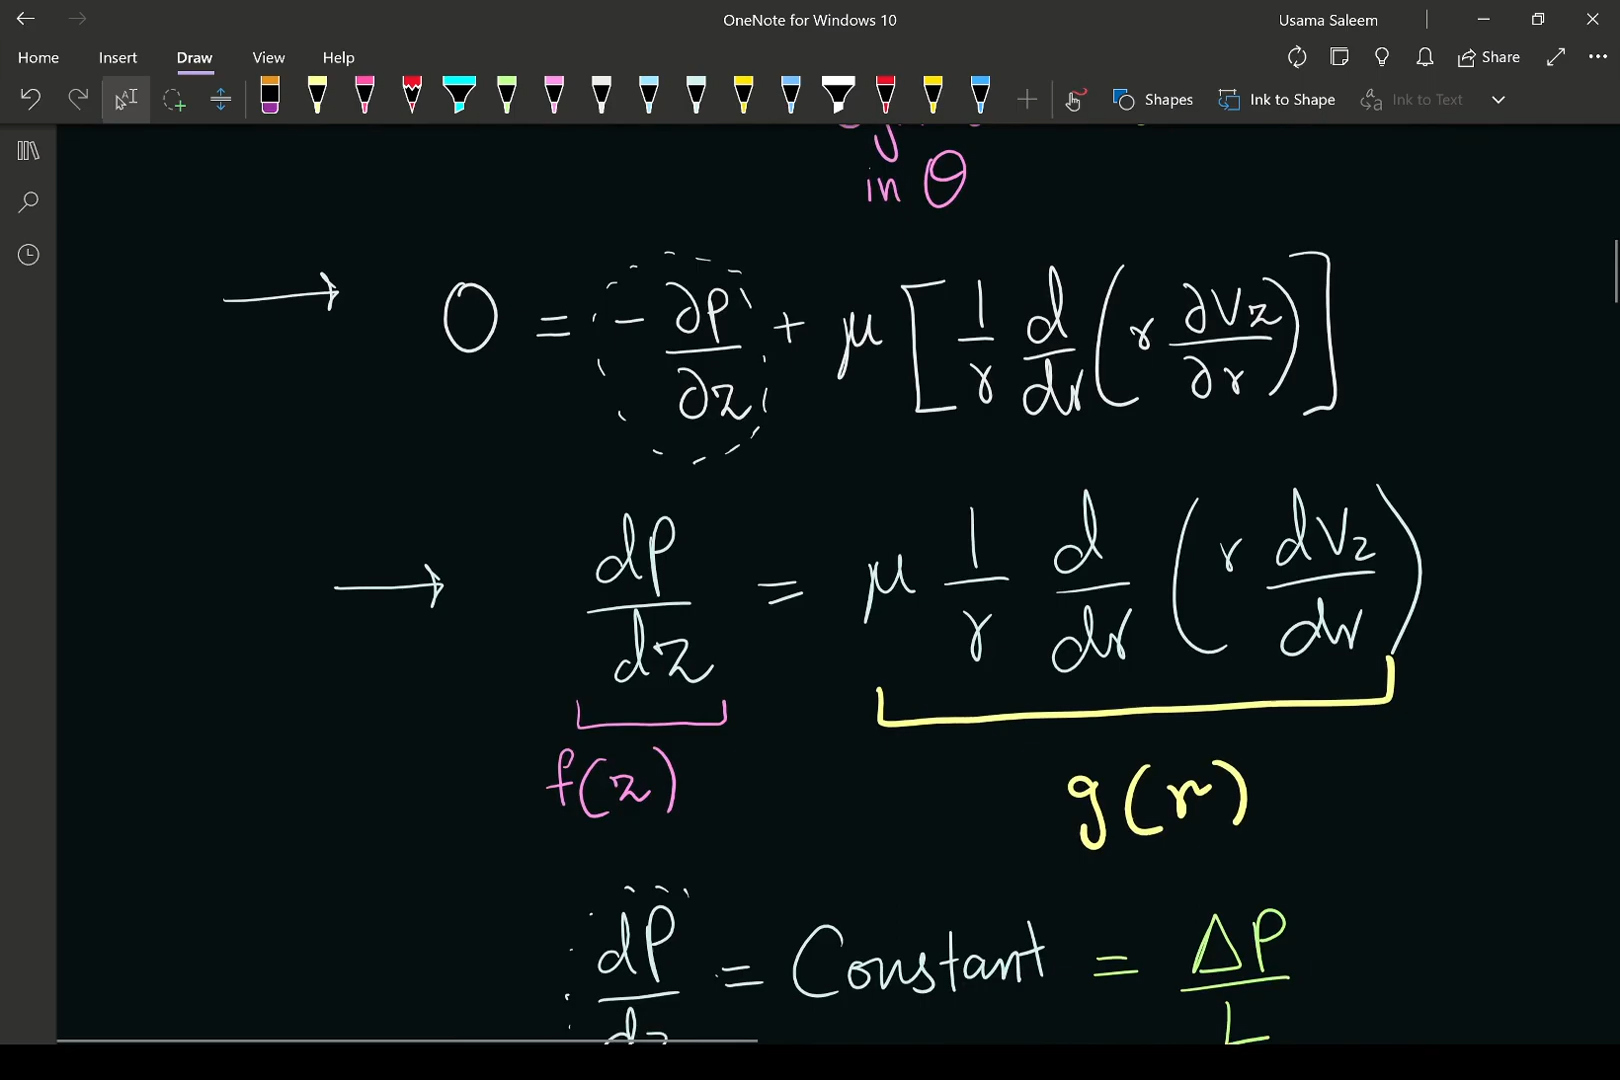 OneNote for Windows 10
Usama Saleem
Home Insert Draw View Help
Share
Shapes Ink to Shape Ink to Text
in θ
→ 0 = - ∂P/∂z + μ [ 1/r d/dr ( r ∂Vz/∂r ) ]
→ dP/dz = μ 1/r d/dr ( r dVz/dr )
f(z)
g(r)
dP/dz = Constant = ΔP/L